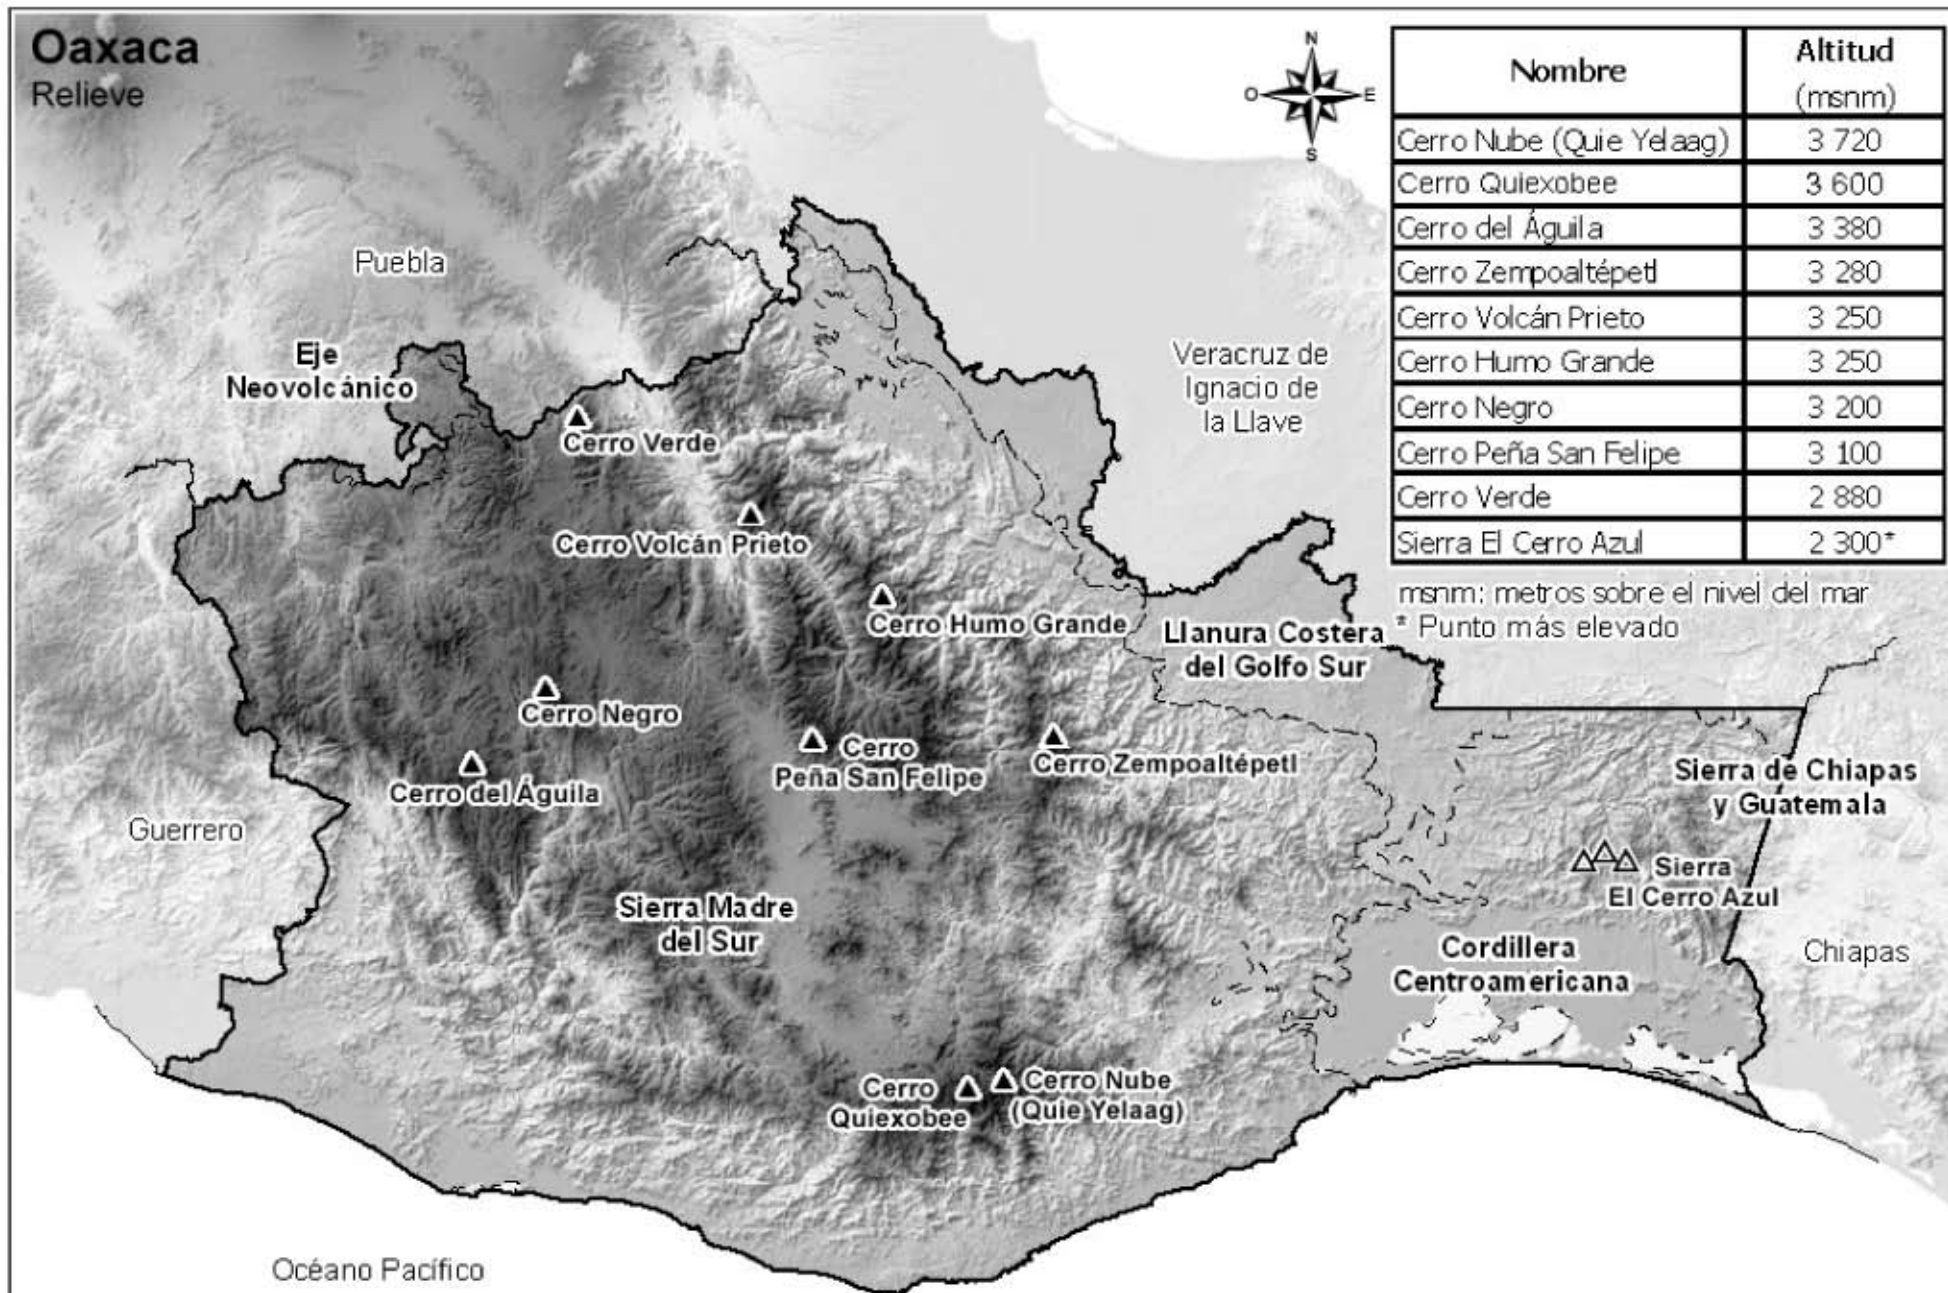 Oaxaca
Relieve
N
O
E
S
Nombre Altitud (msnm)
Cerro Nube (Quie Yelaag) 3 720
Cerro Quiexobee 3 600
Cerro del Águila 3 380
Cerro Zempoaltépetl 3 280
Cerro Volcán Prieto 3 250
Cerro Humo Grande 3 250
Cerro Negro 3 200
Cerro Peña San Felipe 3 100
Cerro Verde 2 880
Sierra El Cerro Azul 2 300*
msnm: metros sobre el nivel del mar
* Punto más elevado
Puebla
Eje
Neovolcánico
Veracruz de
Ignacio de
la Llave
Cerro Verde
Cerro Volcán Prieto
Cerro Humo Grande
Llanura Costera
del Golfo Sur
Cerro Negro
Cerro
Peña San Felipe
Cerro Zempoaltépetl
Cerro del Águila
Sierra de Chiapas
y Guatemala
Guerrero
Sierra
El Cerro Azul
Sierra Madre
del Sur
Cordillera
Centroamericana
Chiapas
Cerro
Quiexobee
Cerro Nube
(Quie Yelaag)
Océano Pacífico